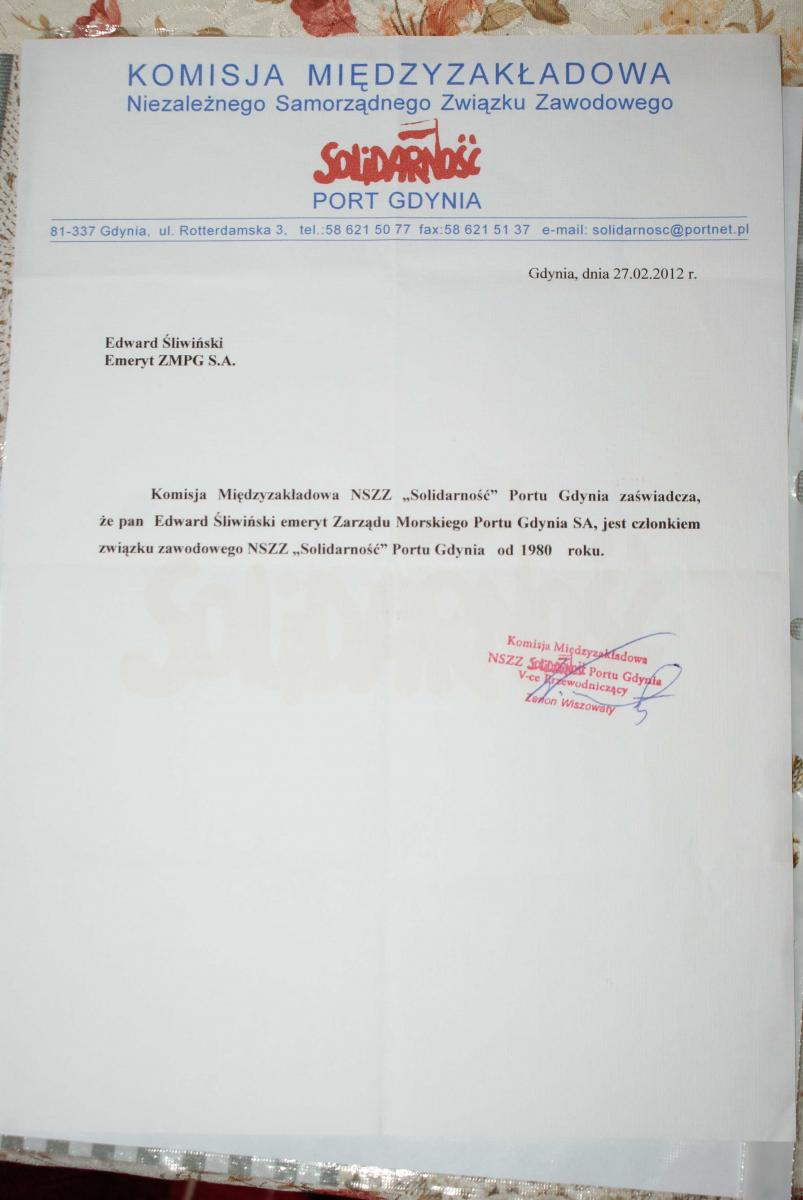 KOMISJA MIĘDZYZAKŁADOWA
Niezależnego Samorządnego Związku Zawodowego
SOLIDARNOŚĆ
PORT GDYNIA
81-337 Gdynia, ul. Rotterdamska 3, tel.:58 621 50 77 fax:58 621 51 37 e-mail: solidarnosc@portnet.pl
Gdynia, dnia 27.02.2012 r.
Edward Śliwiński
Emeryt ZMPG S.A.
Komisja Międzyzakładowa NSZZ „Solidarność” Portu Gdynia zaświadcza,
że pan Edward Śliwiński emeryt Zarządu Morskiego Portu Gdynia SA, jest członkiem
związku zawodowego NSZZ „Solidarność” Portu Gdynia od 1980 roku.
Komisja Międzyzakładowa
NSZZ Solidarność Portu Gdynia
V-ce Przewodniczący
Zenon Wiszowaty